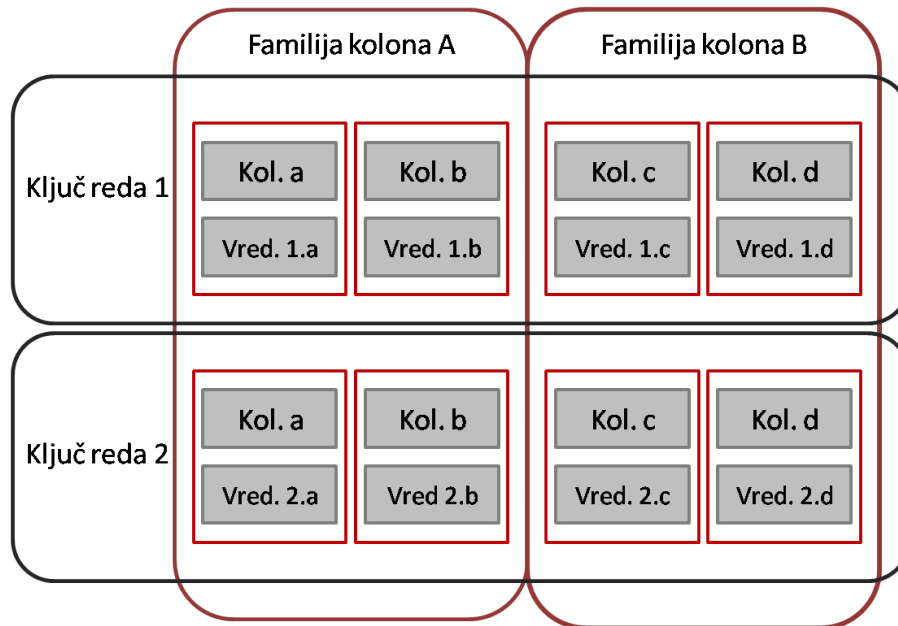 Familija kolona A
Familija kolona B
Ključ reda 1
Kol. a
Kol. b
Kol. c
Kol. d
Vred. 1.a
Vred. 1.b
Vred. 1.c
Vred. 1.d
Ključ reda 2
Kol. a
Kol. b
Kol. c
Kol. d
Vred. 2.a
Vred 2.b
Vred. 2.c
Vred. 2.d